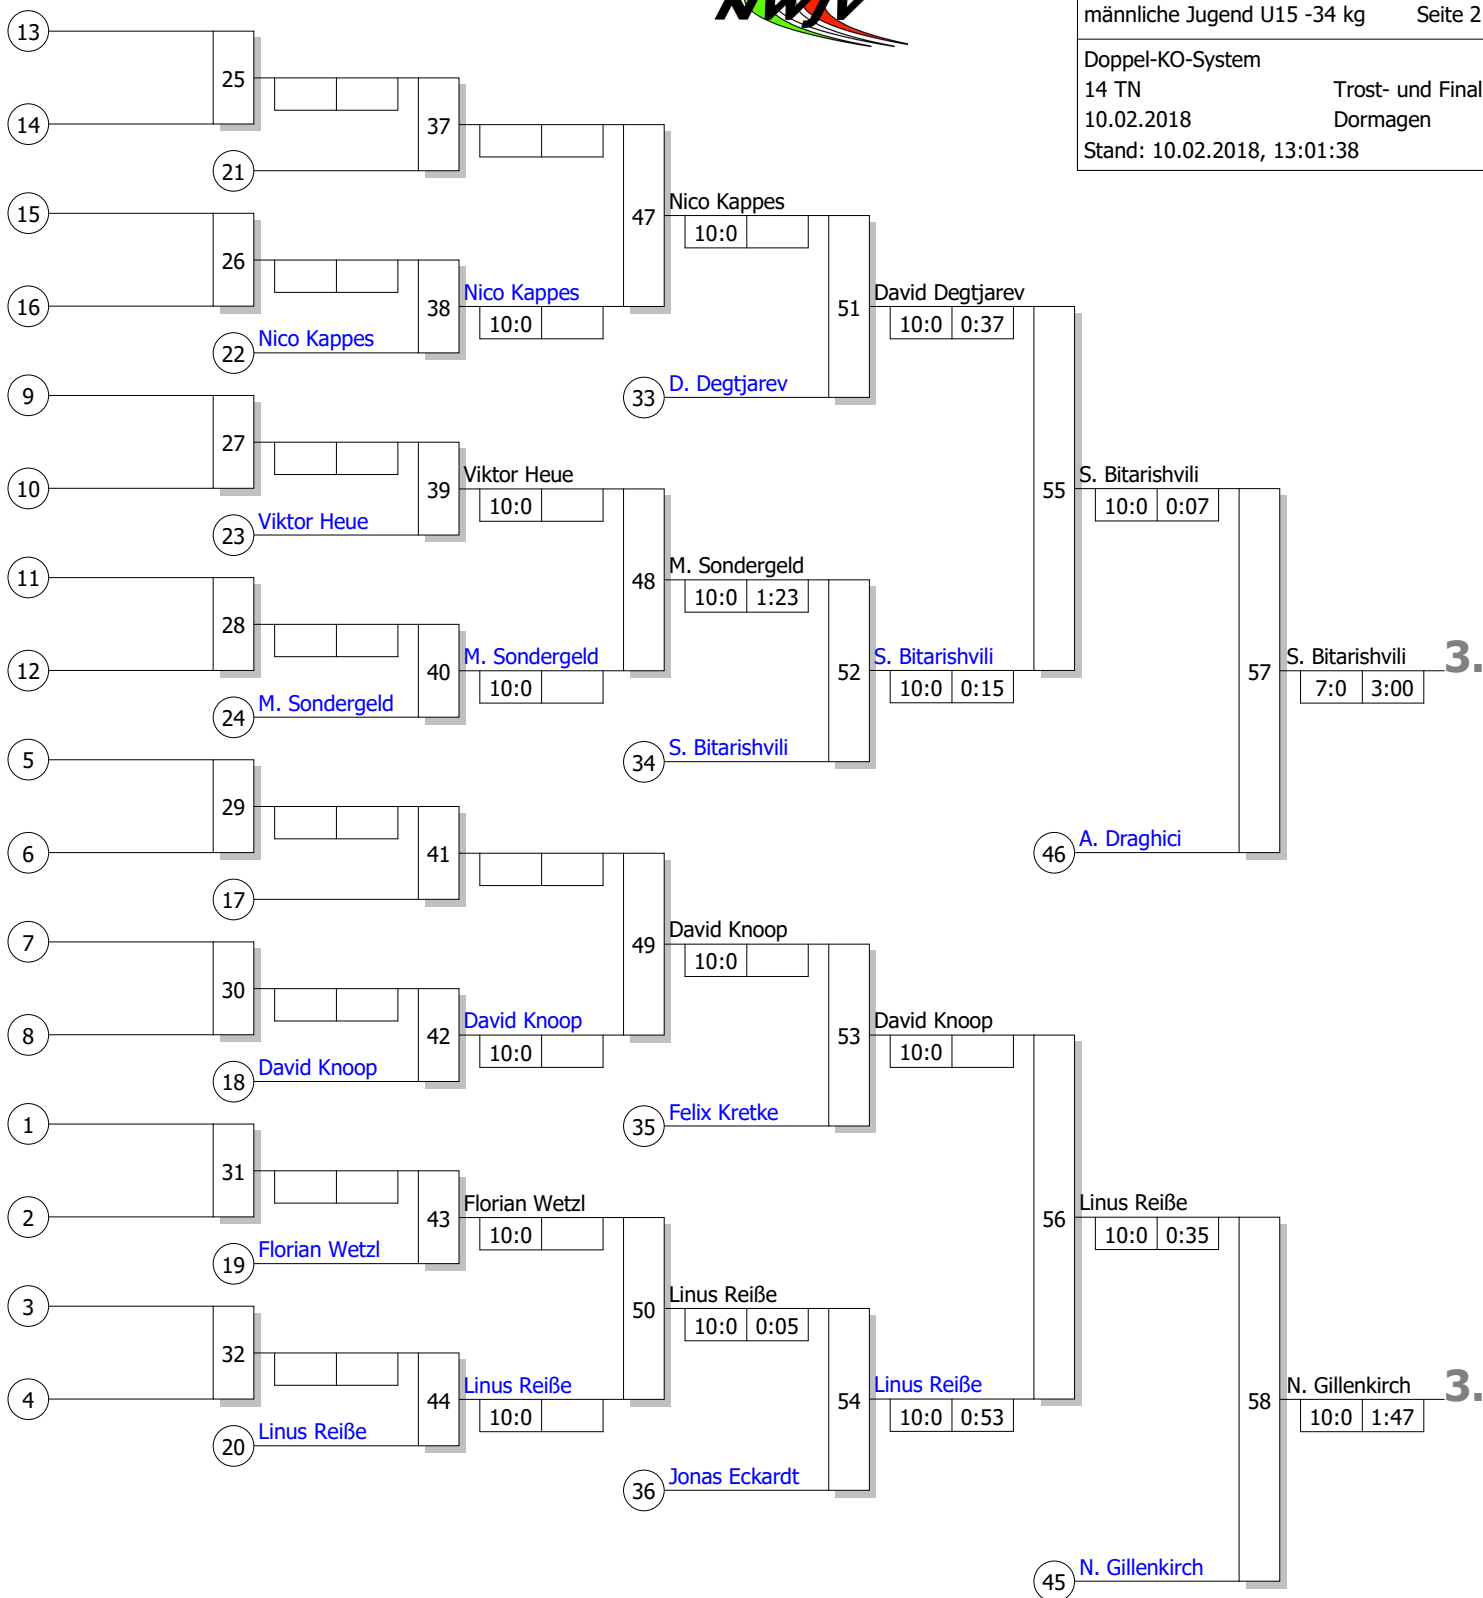 NWJV
männliche Jugend U15 -34 kg Seite 2
Doppel-KO-System
14 TN Trost- und Final
10.02.2018 Dormagen
Stand: 10.02.2018, 13:01:38
13
25
14
37
21
15
47
Nico Kappes
10:0
26
16
38
Nico Kappes
10:0
22
Nico Kappes
51
David Degtjarev
10:0 0:37
33
D. Degtjarev
9
27
10
39
Viktor Heue
10:0
23
Viktor Heue
55
S. Bitarishvili
10:0 0:07
11
48
M. Sondergeld
10:0 1:23
28
12
40
M. Sondergeld
10:0
24
M. Sondergeld
52
S. Bitarishvili
10:0 0:15
57
S. Bitarishvili
7:0 3:00
3.
34
S. Bitarishvili
5
29
6
41
46
A. Draghici
17
7
49
David Knoop
10:0
30
8
42
David Knoop
10:0
18
David Knoop
53
David Knoop
10:0
35
Felix Kretke
1
31
2
43
Florian Wetzl
10:0
19
Florian Wetzl
56
Linus Reiße
10:0 0:35
3
50
Linus Reiße
10:0 0:05
32
4
44
Linus Reiße
10:0
20
Linus Reiße
54
Linus Reiße
10:0 0:53
58
N. Gillenkirch
10:0 1:47
3.
36
Jonas Eckardt
45
N. Gillenkirch